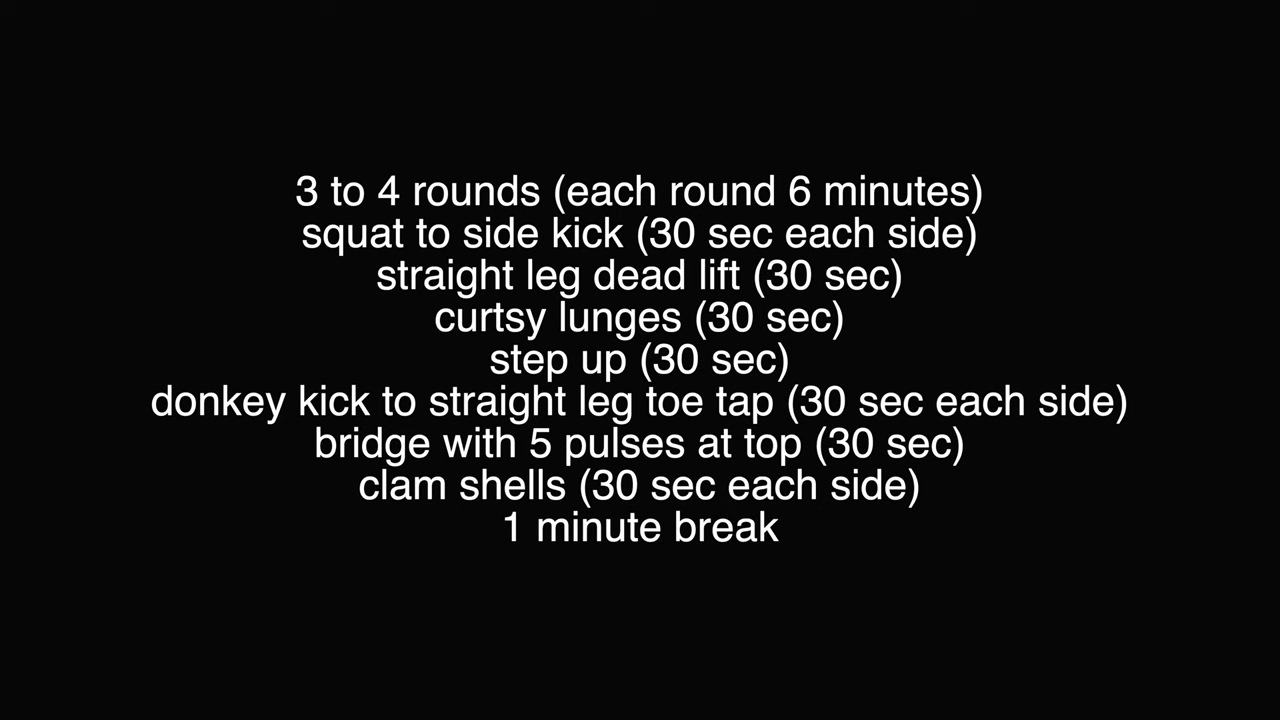 3 to 4 rounds (each round 6 minutes)
squat to side kick (30 sec each side)
straight leg dead lift (30 sec)
curtsy lunges (30 sec)
step up (30 sec)
donkey kick to straight leg toe tap (30 sec each side)
bridge with 5 pulses at top (30 sec)
clam shells (30 sec each side)
1 minute break